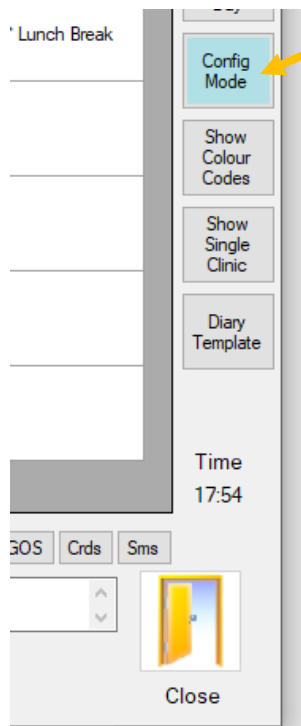 " Lunch Break
Config
Mode
Show
Colour
Codes
Show
Single
Clinic
Diary
Template
Time
17:54
GOS Crds Sms
Close